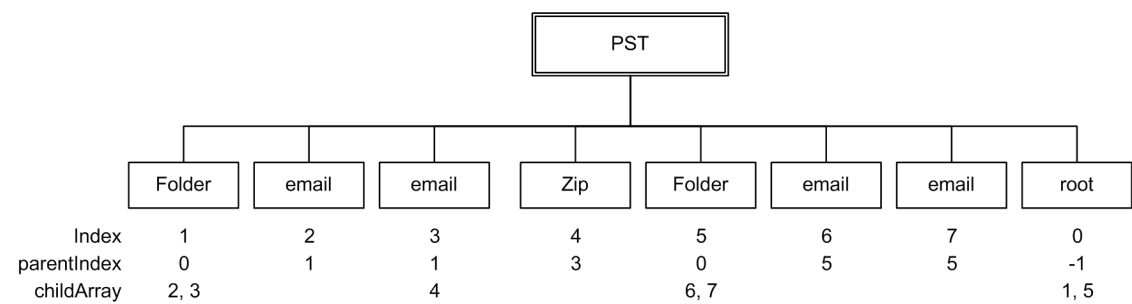 PST
Folder email email Zip Folder email email root
Index 1 2 3 4 5 6 7 0
parentIndex 0 1 1 3 0 5 5 -1
childArray 2, 3 4 6, 7 1, 5